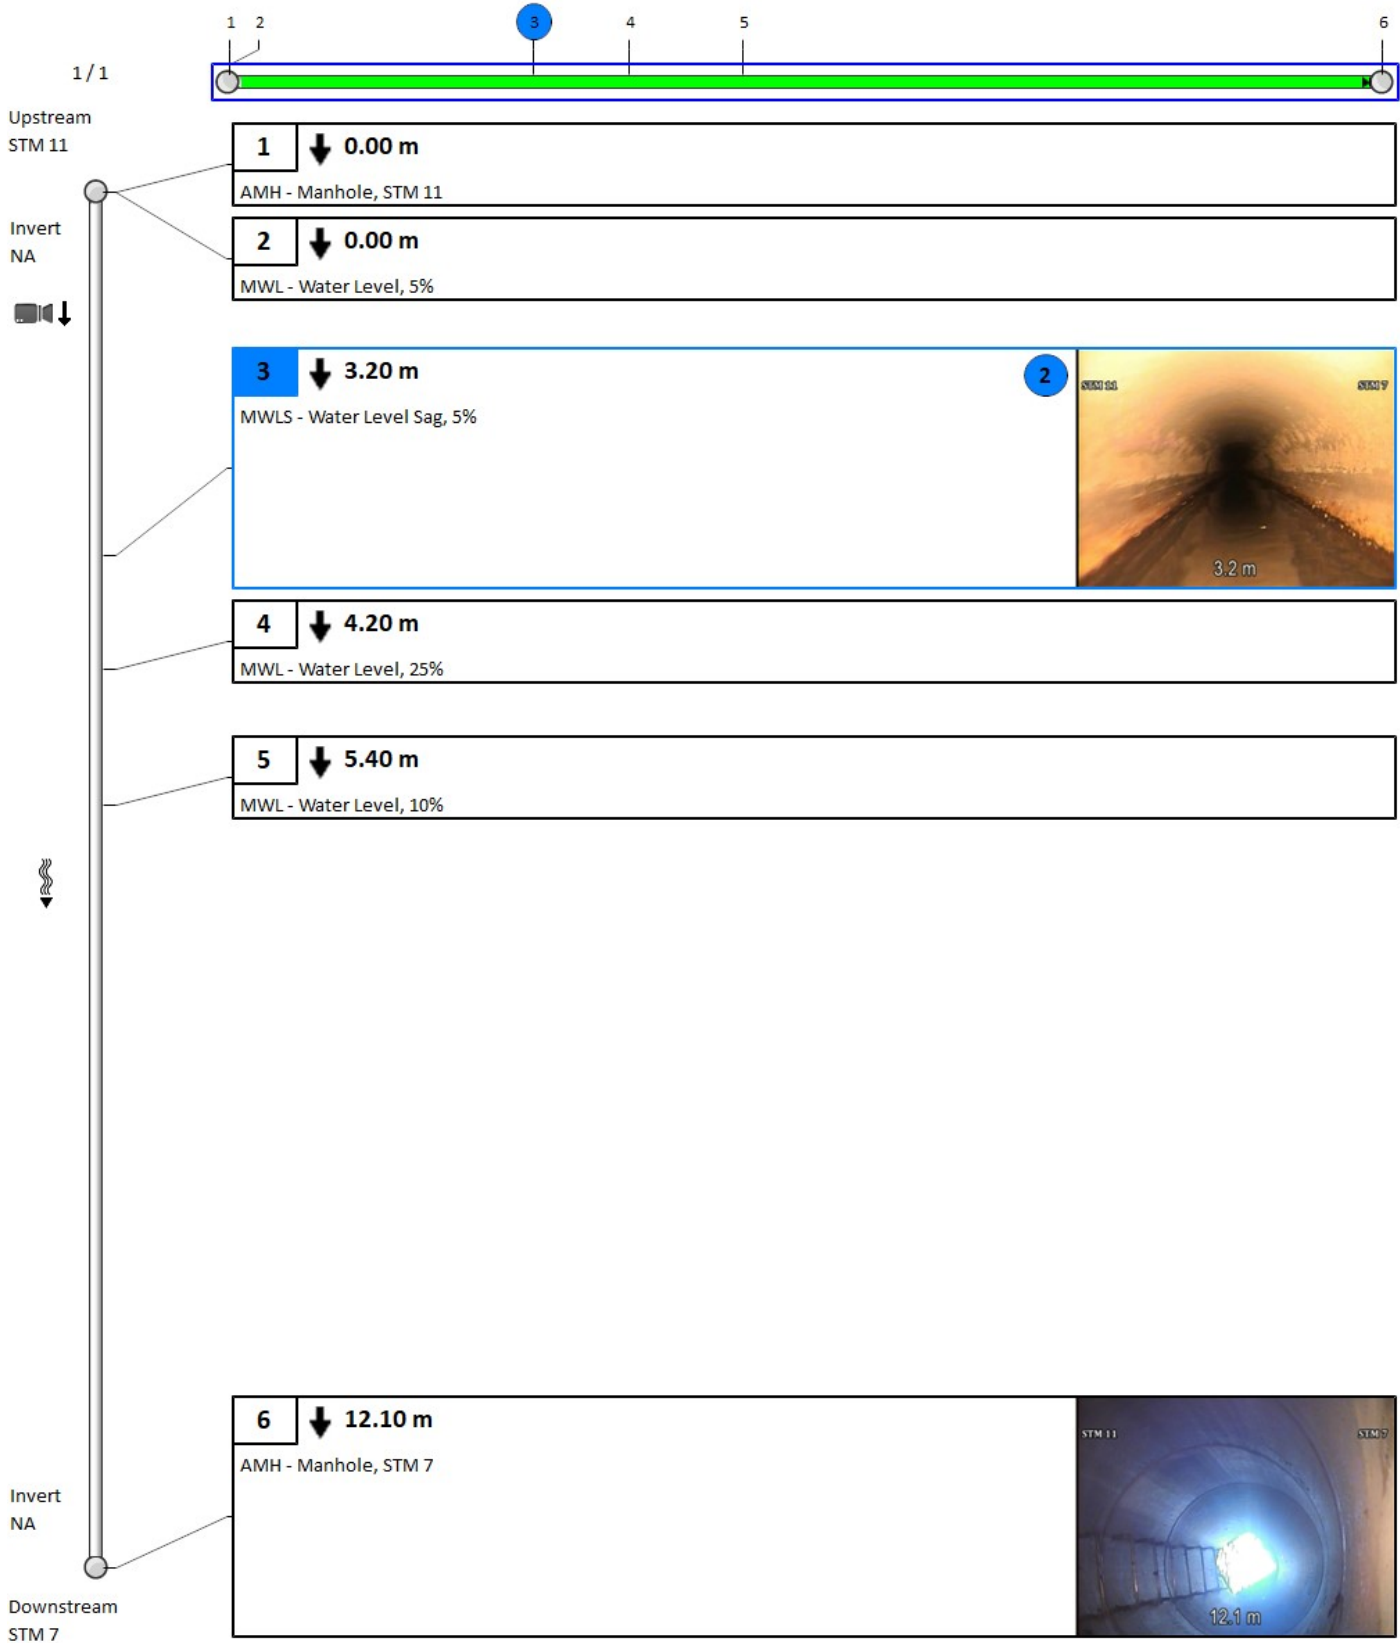 1 2 3 4 5 6
1 / 1
Upstream
STM 11
1 0.00 m
AMH - Manhole, STM 11
Invert
NA
2 0.00 m
MWL - Water Level, 5%
3 3.20 m 2
MWLS - Water Level Sag, 5%
STM 11 STM 7
3.2 m
4 4.20 m
MWL - Water Level, 25%
5 5.40 m
MWL - Water Level, 10%
6 12.10 m
AMH - Manhole, STM 7
STM 11 STM 7
12.1 m
Invert
NA
Downstream
STM 7